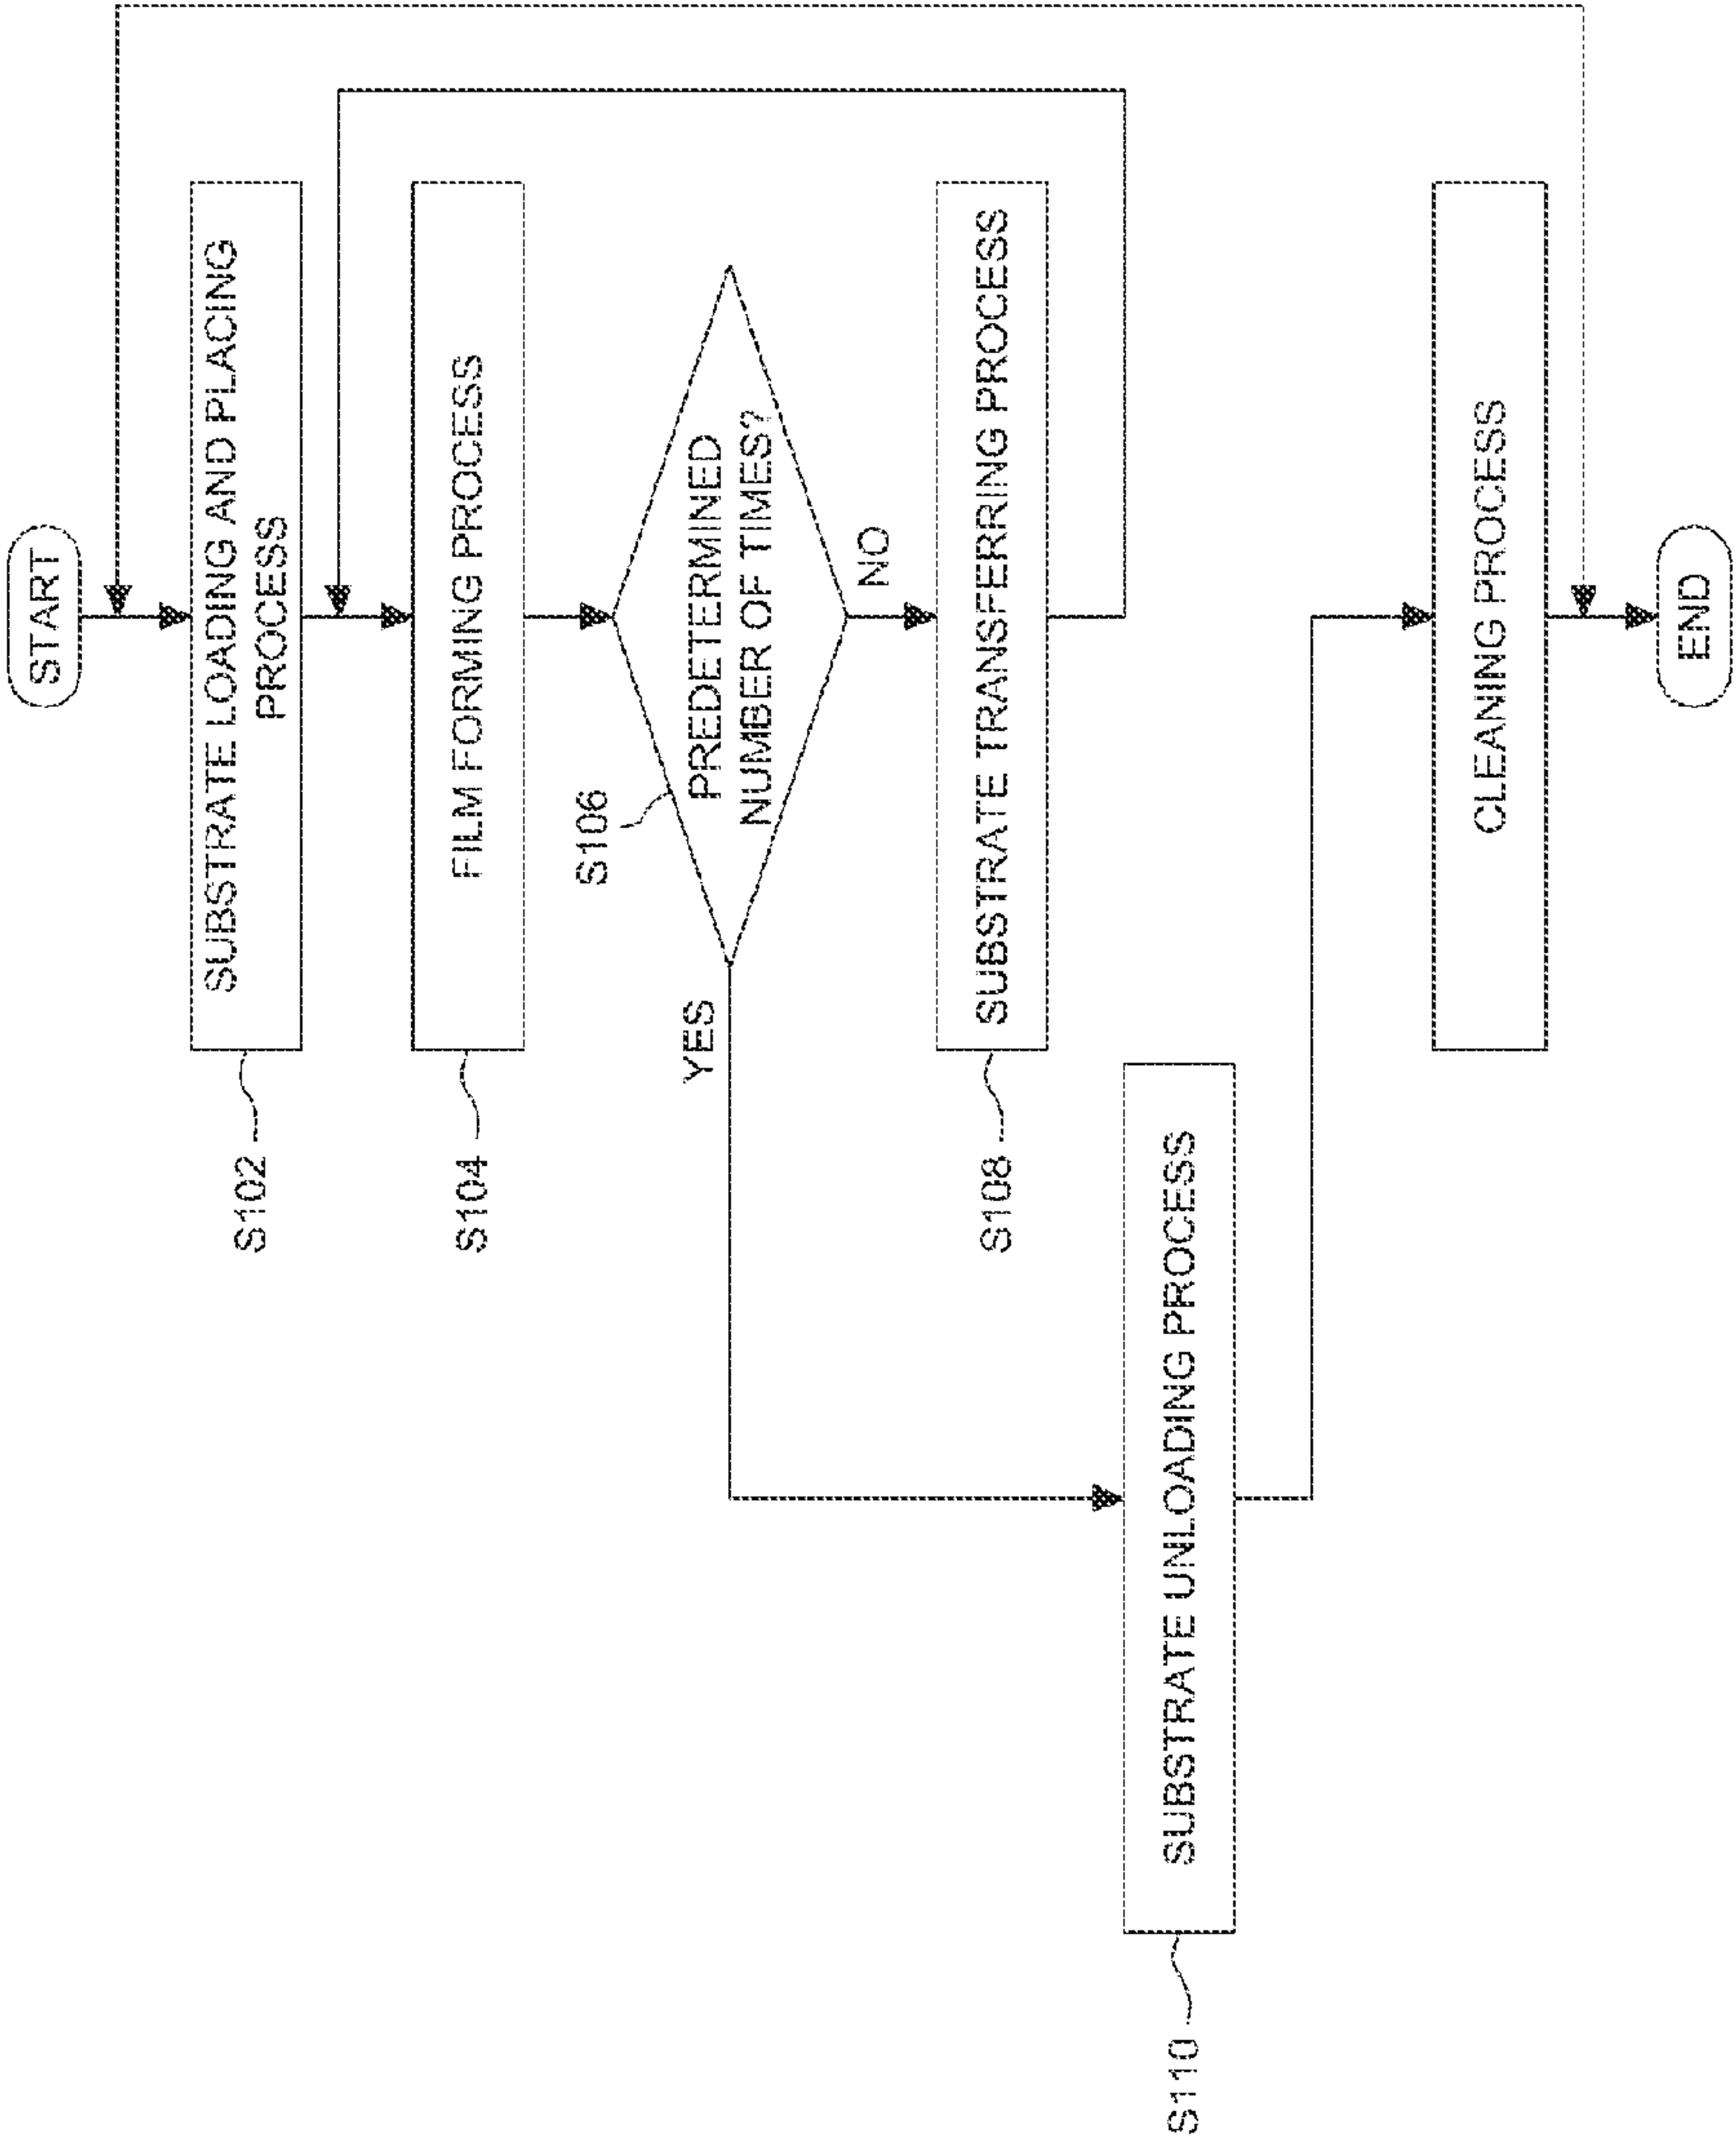 START
SUBSTRATE LOADING AND PLACING
PROCESS
S102
FILM FORMING PROCESS
S104
S106
PREDETERMINED
NUMBER OF TIMES?
YES
NO
SUBSTRATE TRANSFERRING PROCESS
S108
SUBSTRATE UNLOADING PROCESS
S110
CLEANING PROCESS
END